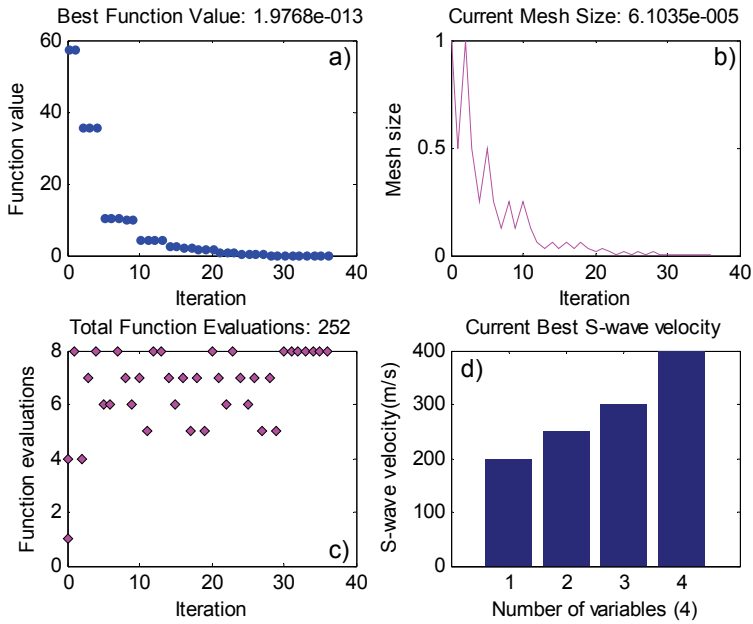 Best Function Value: 1.9768e-013
60
40
20
0
Function value
a)
0 10 20 30 40
Iteration
Current Mesh Size: 6.1035e-005
1
0.5
0
Mesh size
b)
0 10 20 30 40
Iteration
Total Function Evaluations: 252
8
6
4
2
0
Function evaluations
c)
0 10 20 30 40
Iteration
Current Best S-wave velocity
400
300
200
100
0
S-wave velocity(m/s)
d)
1 2 3 4
Number of variables (4)